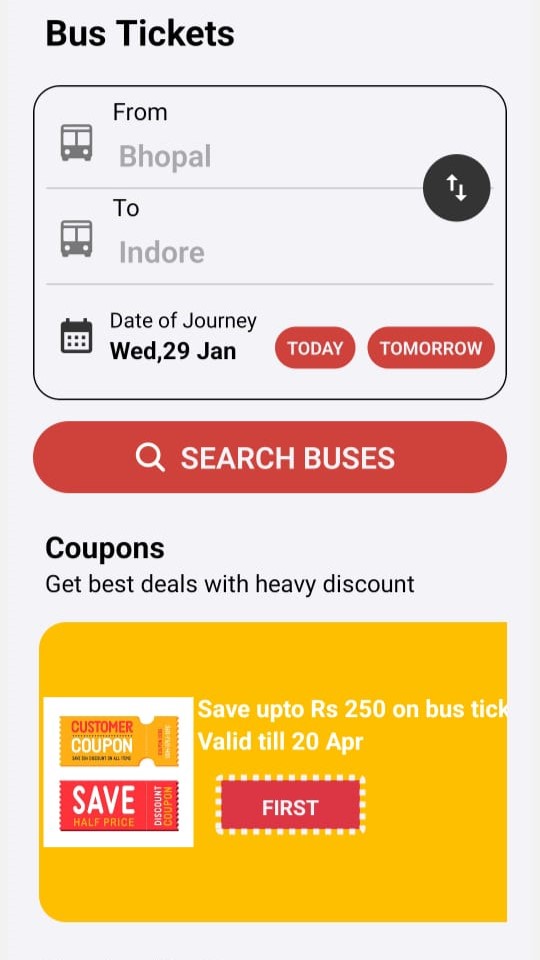 Bus Tickets
From
Bhopal
To
Indore
Date of Journey
Wed,29 Jan
TODAY
TOMORROW
SEARCH BUSES
Coupons
Get best deals with heavy discount
Save upto Rs 250 on bus tick
Valid till 20 Apr
CUSTOMER
COUPON
SAVE
HALF PRICE
DISCOUNT
COUPON
FIRST